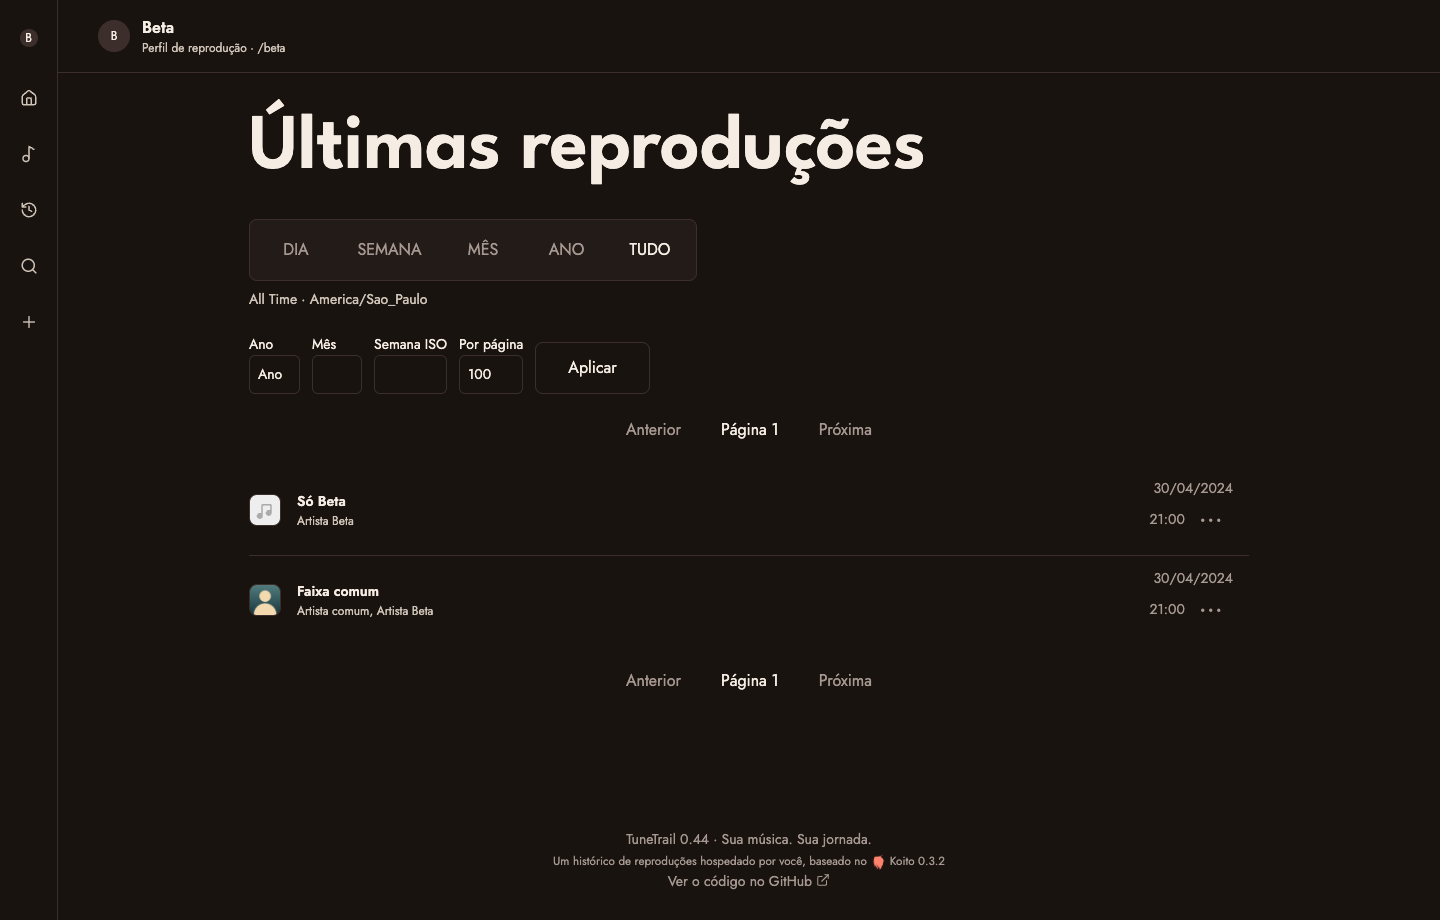 B
B
Beta
Perfil de reprodução · /beta
Últimas reproduções
DIA SEMANA MÊS ANO TUDO
All Time · America/Sao_Paulo
Ano Mês Semana ISO Por página
Ano 100 Aplicar
Anterior Página 1 Próxima
Só Beta
Artista Beta
30/04/2024
21:00
Faixa comum
Artista comum, Artista Beta
30/04/2024
21:00
Anterior Página 1 Próxima
TuneTrail 0.44 · Sua música. Sua jornada.
Um histórico de reproduções hospedado por você, baseado no Koito 0.3.2
Ver o código no GitHub